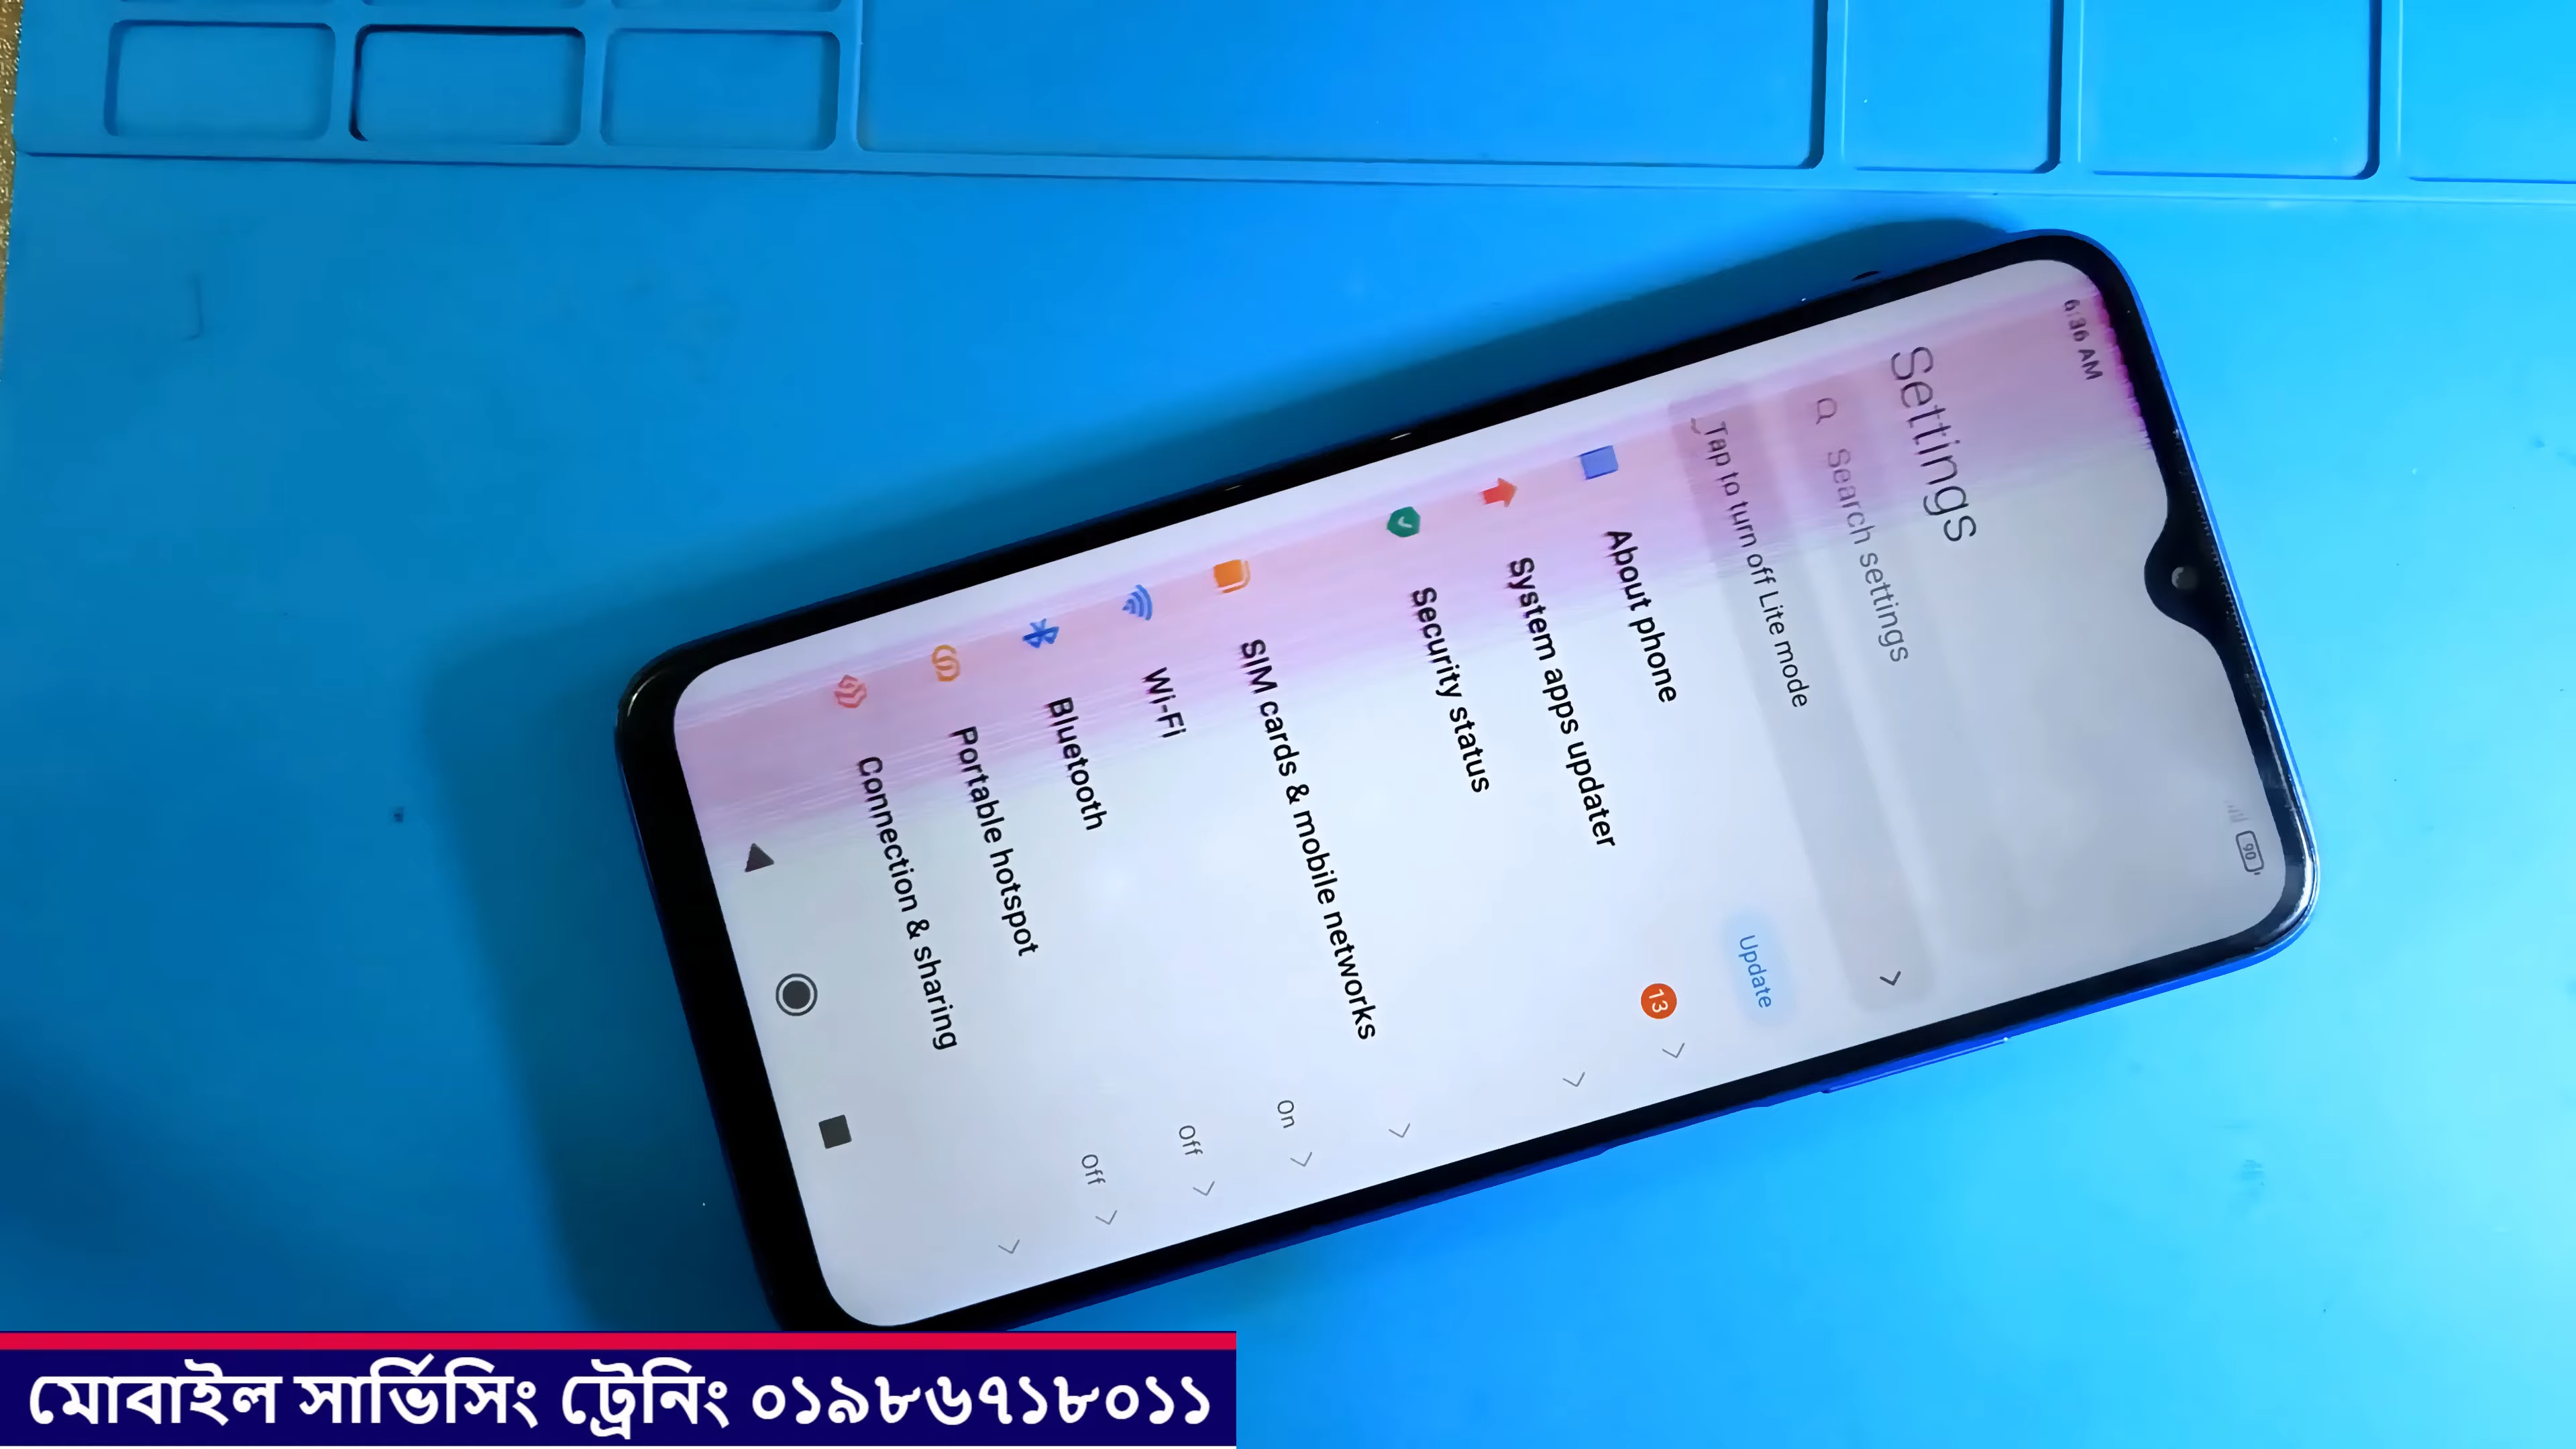 6:36 AM
90
Settings
Search settings
Tap to turn off Lite mode
Update
About phone
13
System apps updater
Security status
SIM cards & mobile networks
Wi-Fi
On
Bluetooth
Off
Portable hotspot
Off
Connection & sharing
মোবাইল সার্ভিসিং ট্রেনিং ০১৯৮৬৭১৮০১১